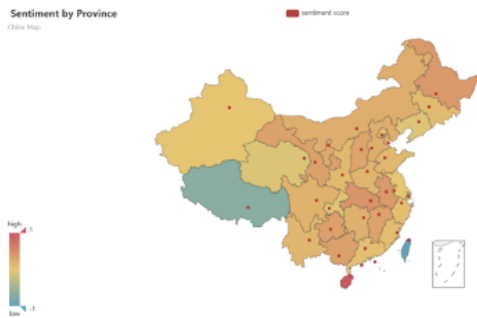 Sentiment by Province
sentiment score
China Map
high
1
-1
low